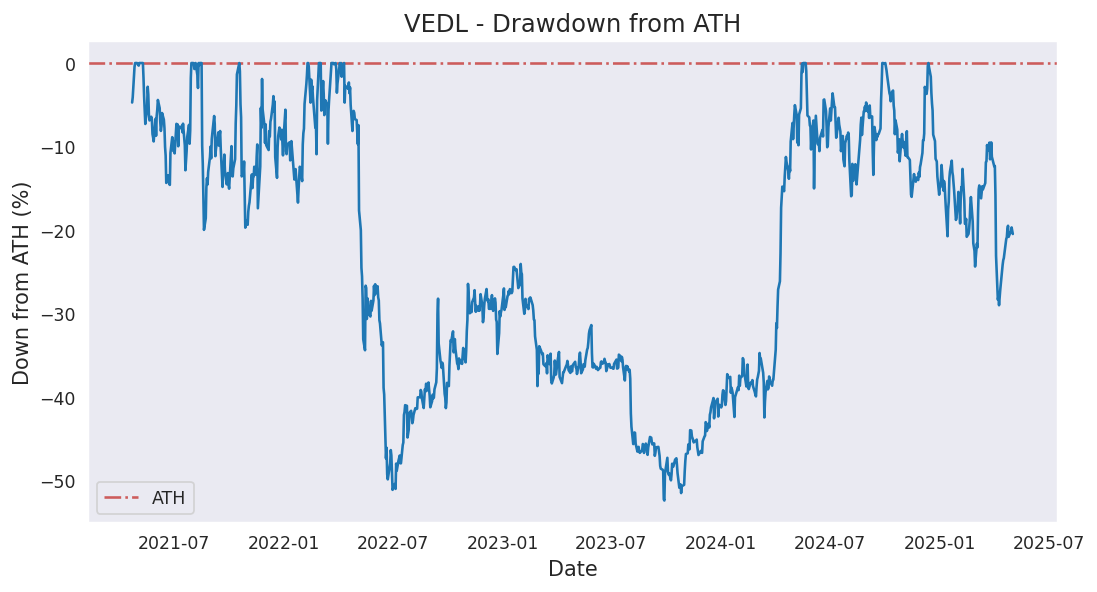 VEDL - Drawdown from ATH
Down from ATH (%)
0
−10
−20
−30
−40
−50
ATH
2021-07 2022-01 2022-07 2023-01 2023-07 2024-01 2024-07 2025-01 2025-07
Date